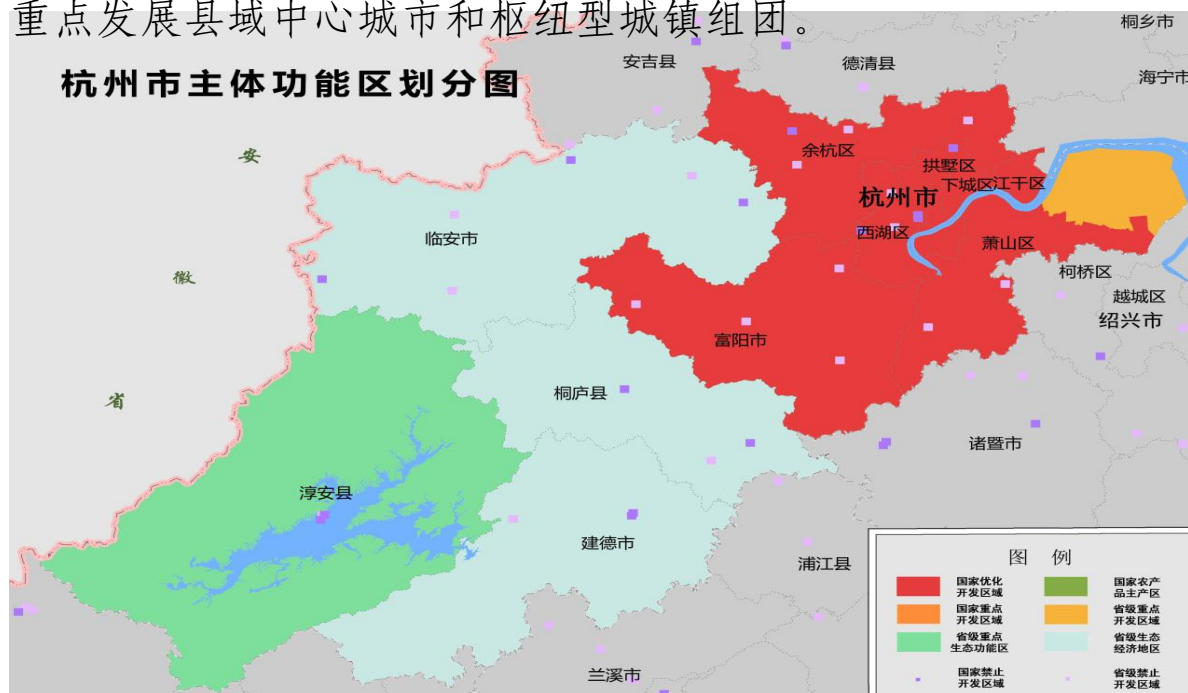 重点发展县域中心城市和枢纽型城镇组团。
杭州市主体功能区划分图
桐乡市
安吉县
德清县
海宁市
安
徽
省
余杭区
拱墅区
下城区
江干区
杭州市
西湖区
萧山区
临安市
柯桥区
越城区
绍兴市
富阳市
桐庐县
诸暨市
淳安县
建德市
浦江县
兰溪市
图 例
国家优化
开发区域
国家农产
品主产区
国家重点
开发区域
省级重点
开发区域
省级重点
生态功能区
省级生态
经济地区
国家禁止
开发区域
省级禁止
开发区域